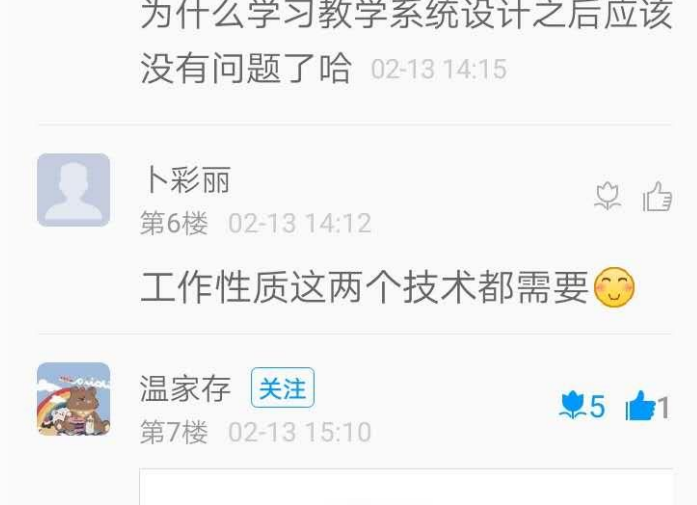 为什么学习教学系统设计之后应该
没有问题了哈 02-13 14:15
卜彩丽
第6楼 02-13 14:12
工作性质这两个技术都需要
温家存 关注 5 1
第7楼 02-13 15:10